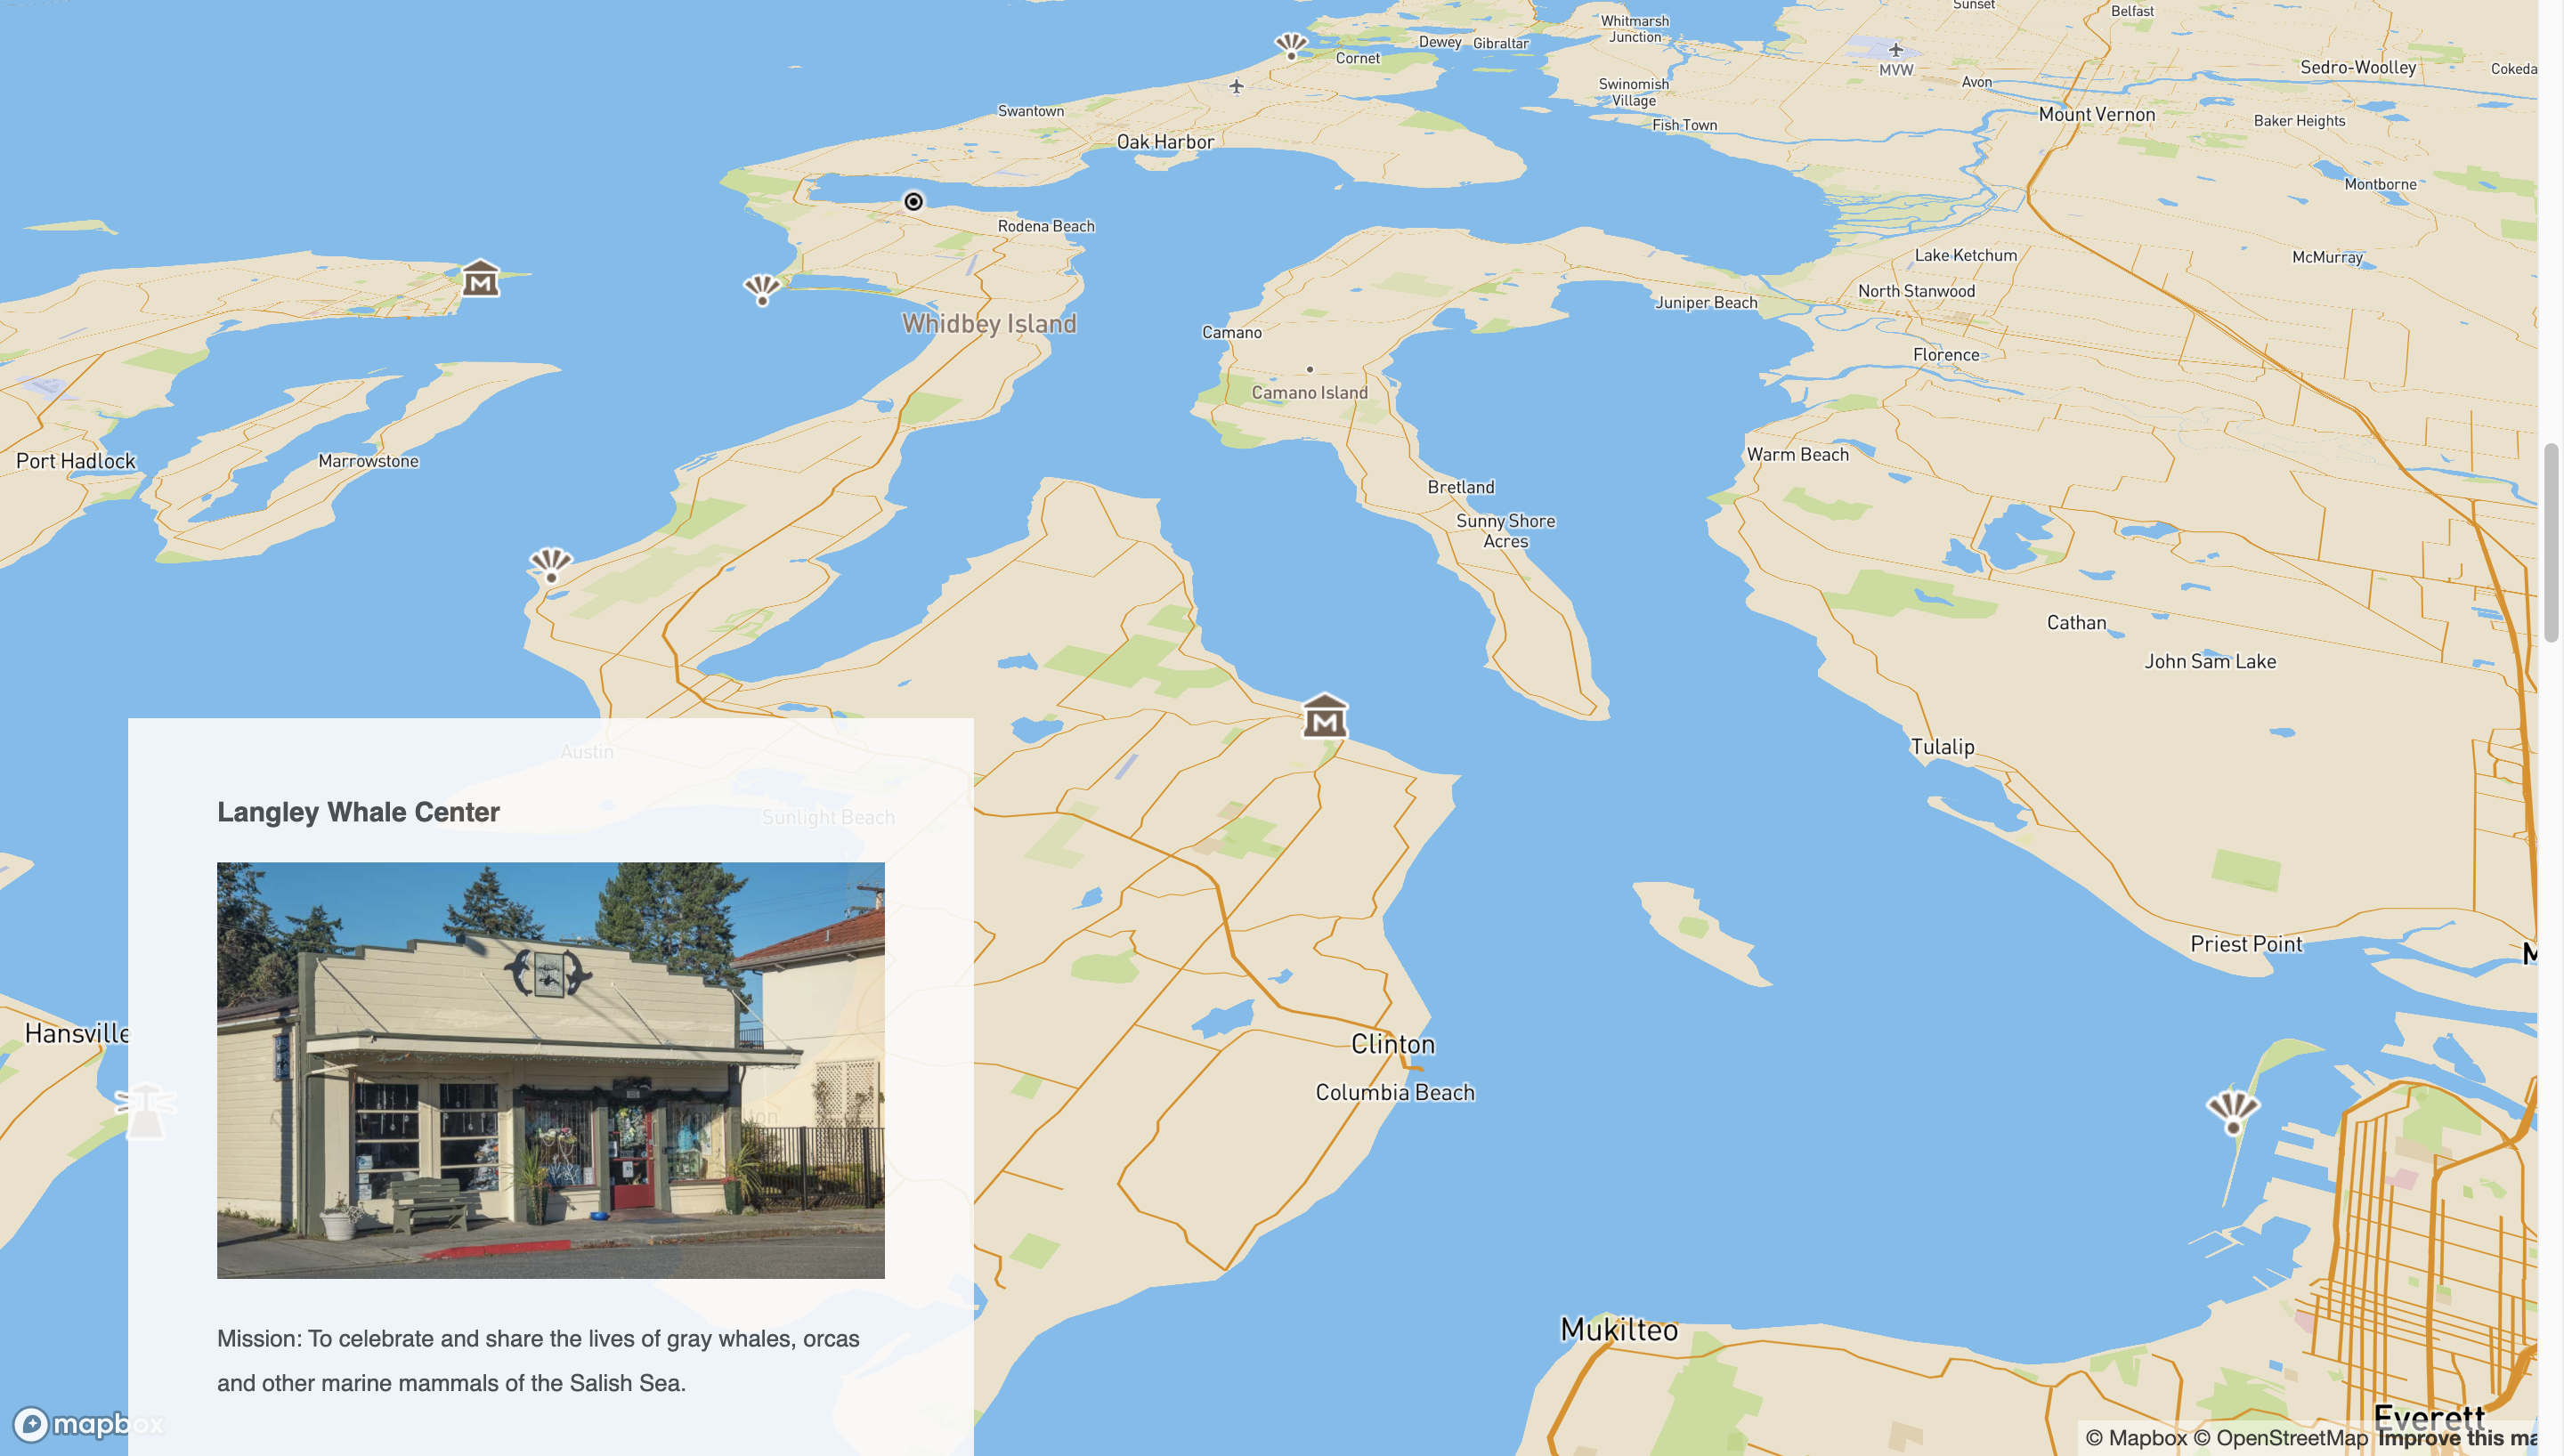 Sunset
Belfast
Whitmarsh
Junction
Dewey
Gibraltar
Cornet
MVW
Sedro-Woolley
Cokeda
Avon
Swinomish
Village
Swantown
Mount Vernon
Baker Heights
Fish Town
Oak Harbor
Montborne
Rodena Beach
Lake Ketchum
McMurray
North Stanwood
Juniper Beach
M
Whidbey Island
Camano
Florence
Camano Island
Port Hadlock
Marrowstone
Warm Beach
Bretland
Sunny Shore
Acres
Cathan
John Sam Lake
M
Tulalip
Austin
Langley Whale Center
Sunlight Beach
Priest Point
M
Hansville
Clinton
Columbia Beach
Mission: To celebrate and share the lives of gray whales, orcas
and other marine mammals of the Salish Sea.
Mukilteo
Everett
mapbox
© Mapbox © OpenStreetMap Improve this ma